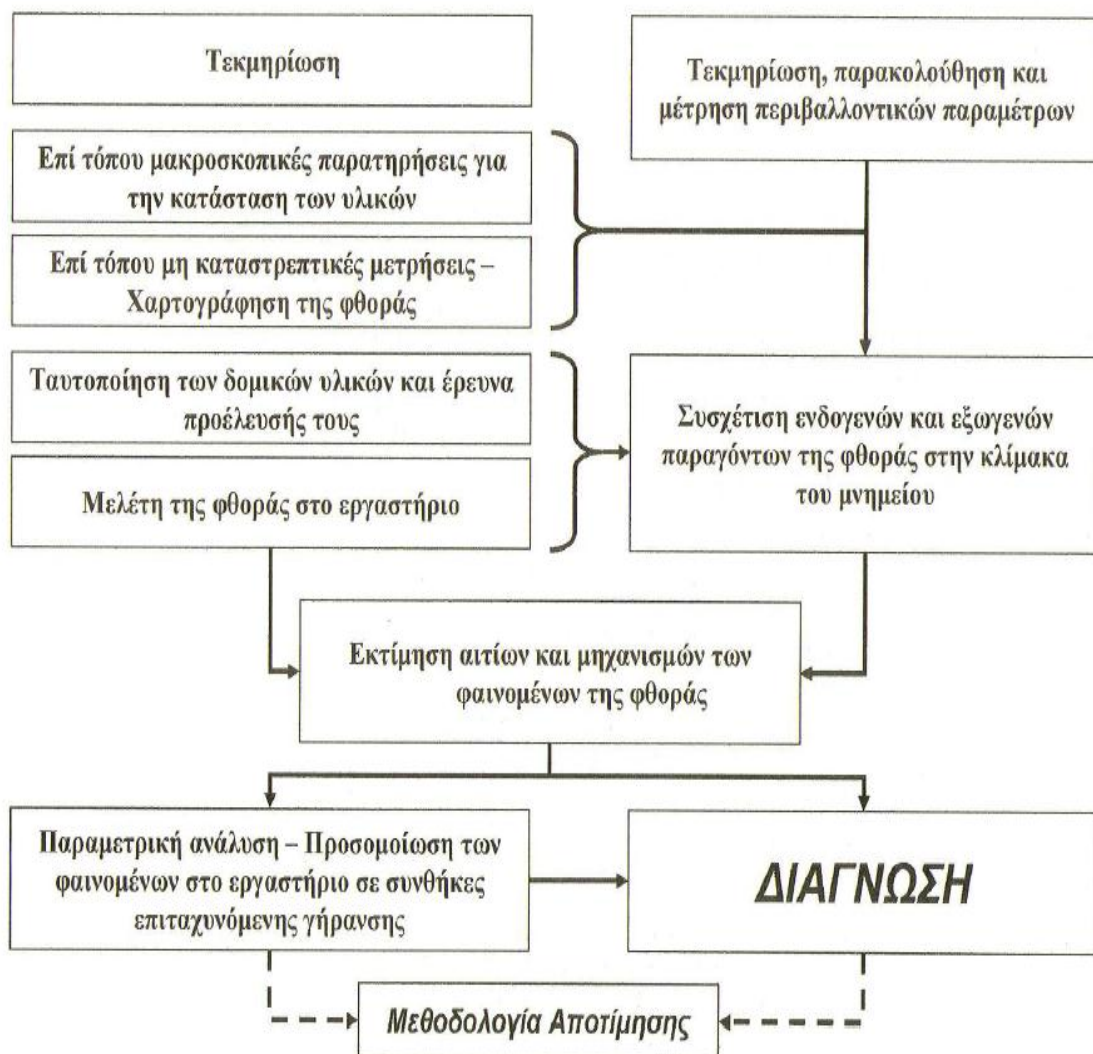 Τεκμηρίωση
Τεκμηρίωση, παρακολούθηση και
μέτρηση περιβαλλοντικών παραμέτρων
Επί τόπου μακροσκοπικές παρατηρήσεις για
την κατάσταση των υλικών
Επί τόπου μη καταστρεπτικές μετρήσεις –
Χαρτογράφηση της φθοράς
Ταυτοποίηση των δομικών υλικών και έρευνα
προέλευσής τους
Μελέτη της φθοράς στο εργαστήριο
Συσχέτιση ενδογενών και εξωγενών
παραγόντων της φθοράς στην κλίμακα
του μνημείου
Εκτίμηση αιτίων και μηχανισμών των
φαινομένων της φθοράς
Παραμετρική ανάλυση – Προσομοίωση των
φαινομένων στο εργαστήριο σε συνθήκες
επιταχυνόμενης γήρανσης
ΔΙΑΓΝΩΣΗ
Μεθοδολογία Αποτίμησης